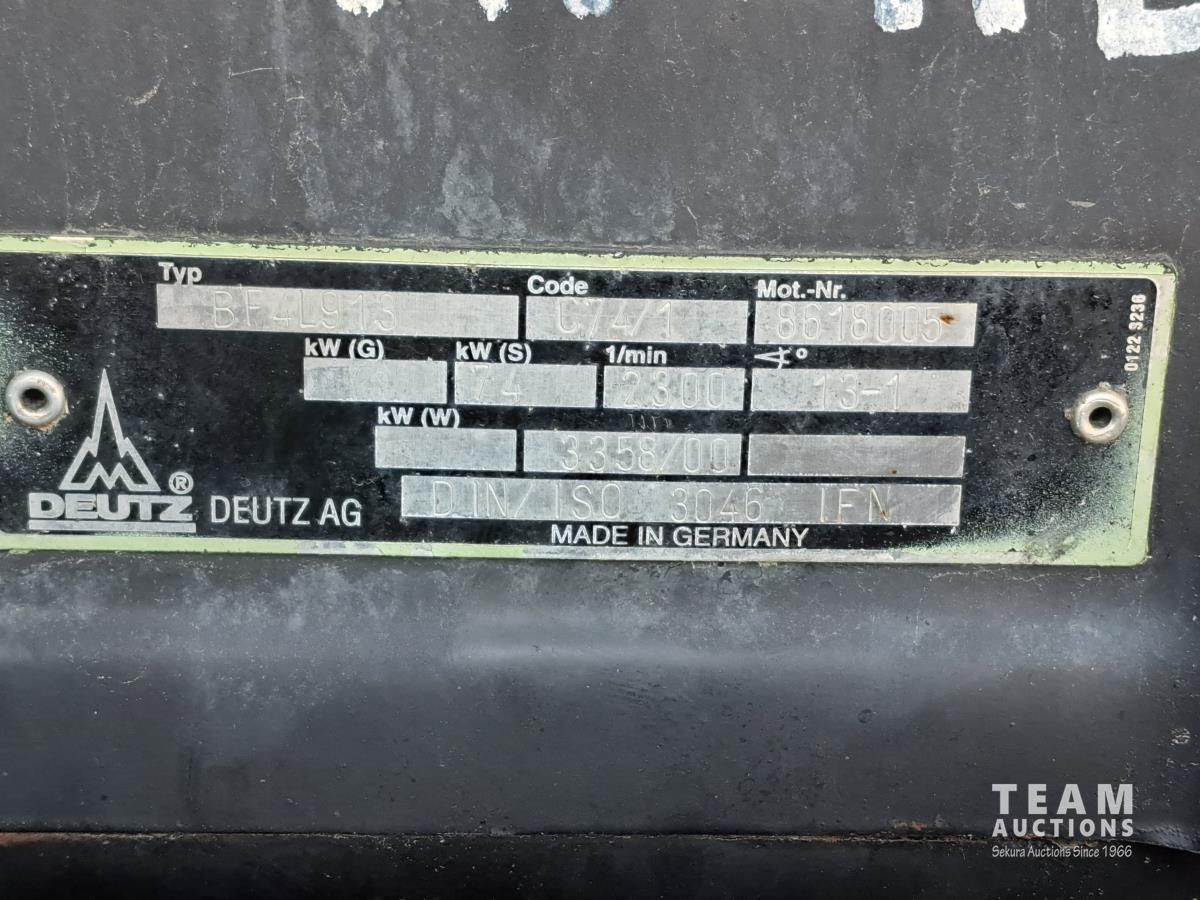 Typ Code Mot.-Nr.
BF4L913 C74/1 8618005
kW (G) kW (S) 1/min °
74 2300 13-1
kW (W)
3358/00
DIN/ISO 3046 IFN
MADE IN GERMANY
DEUTZ® DEUTZ AG
0122 3236
TEAM
AUCTIONS
Sekura Auctions Since 1966